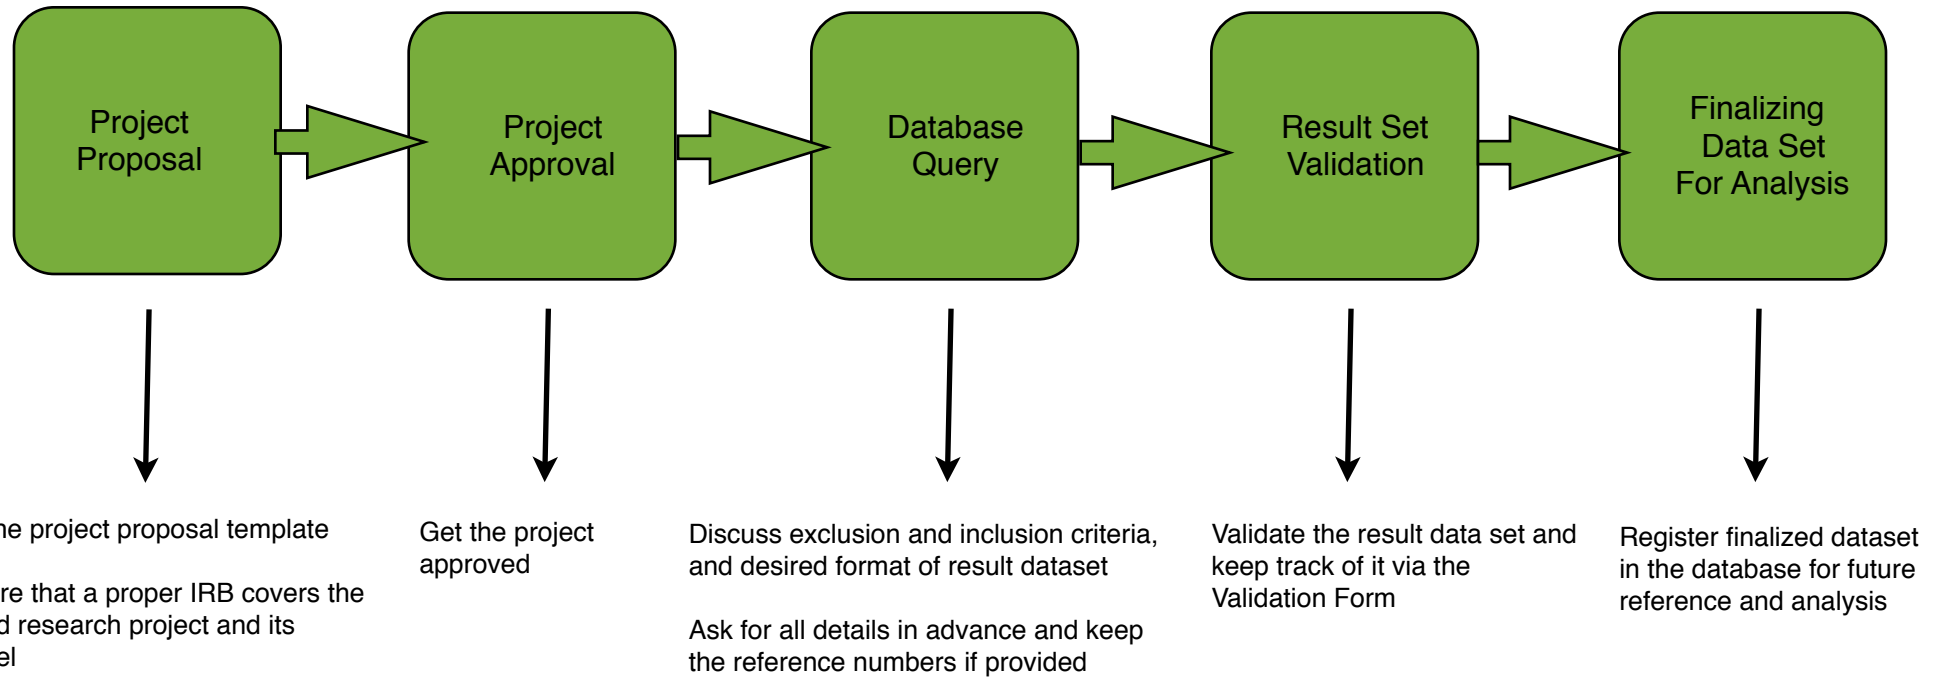 Project
Proposal
Project
Approval
Database
Query
Result Set
Validation
Finalizing
Data Set
For Analysis
project proposal template
that a proper IRB covers the
research project and its
Get the project
approved
Discuss exclusion and inclusion criteria,
and desired format of result dataset
Ask for all details in advance and keep
the reference numbers if provided
Validate the result data set and
keep track of it via the
Validation Form
Register finalized dataset
in the database for future
reference and analysis